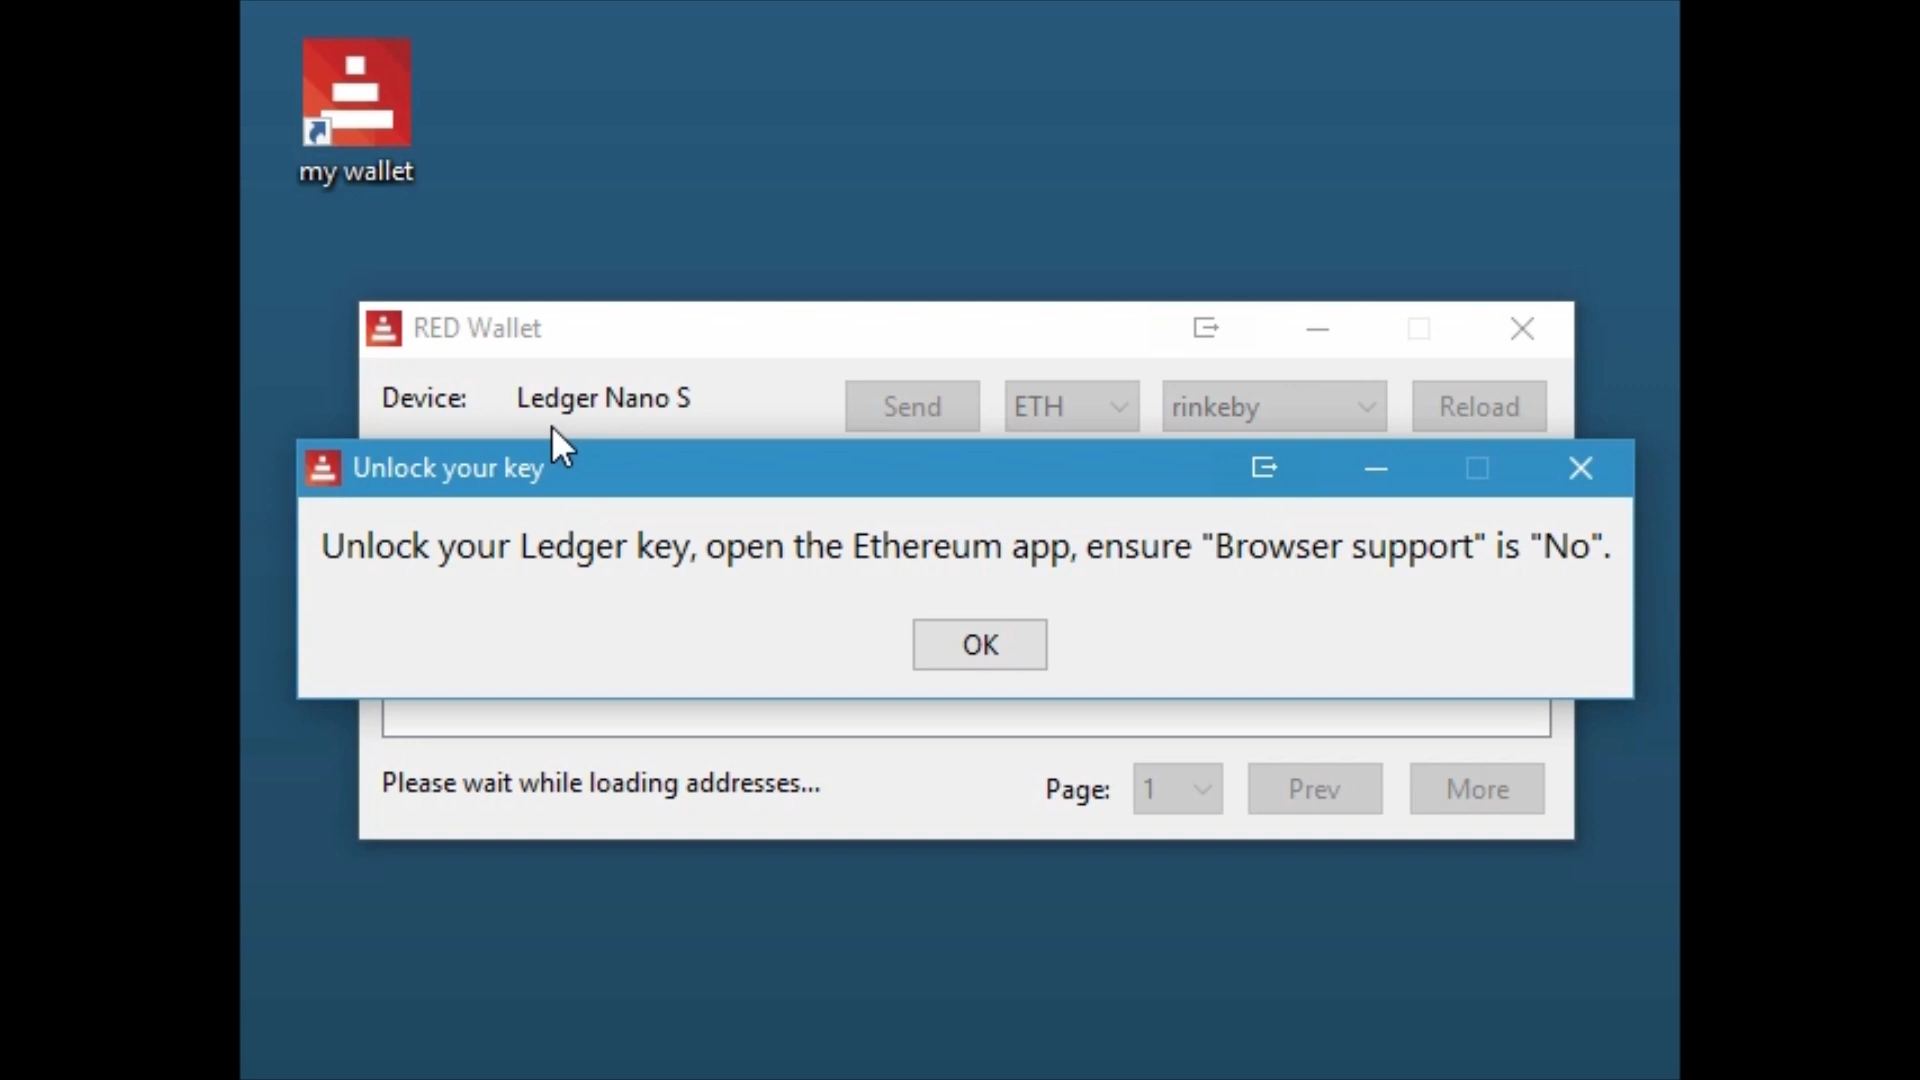 my wallet
RED Wallet
Device: Ledger Nano S Send ETH rinkeby Reload
Unlock your key
Unlock your Ledger key, open the Ethereum app, ensure "Browser support" is "No".
OK
Please wait while loading addresses... Page: 1 Prev More